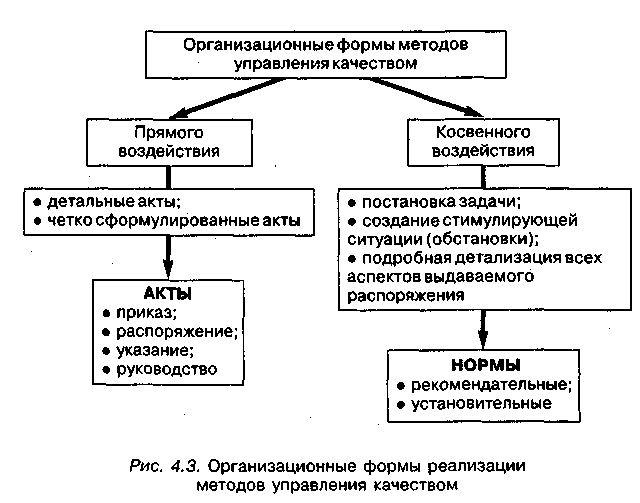 Организационные формы методов
управления качеством
Прямого
воздействия
Косвенного
воздействия
• детальные акты;
• четко сформулированные акты
• постановка задачи;
• создание стимулирующей
ситуации (обстановки);
• подробная детализация всех
аспектов выдаваемого
распоряжения
АКТЫ
• приказ;
• распоряжение;
• указание;
• руководство
НОРМЫ
• рекомендательные;
• установительные
Рис. 4.3. Организационные формы реализации
методов управления качеством